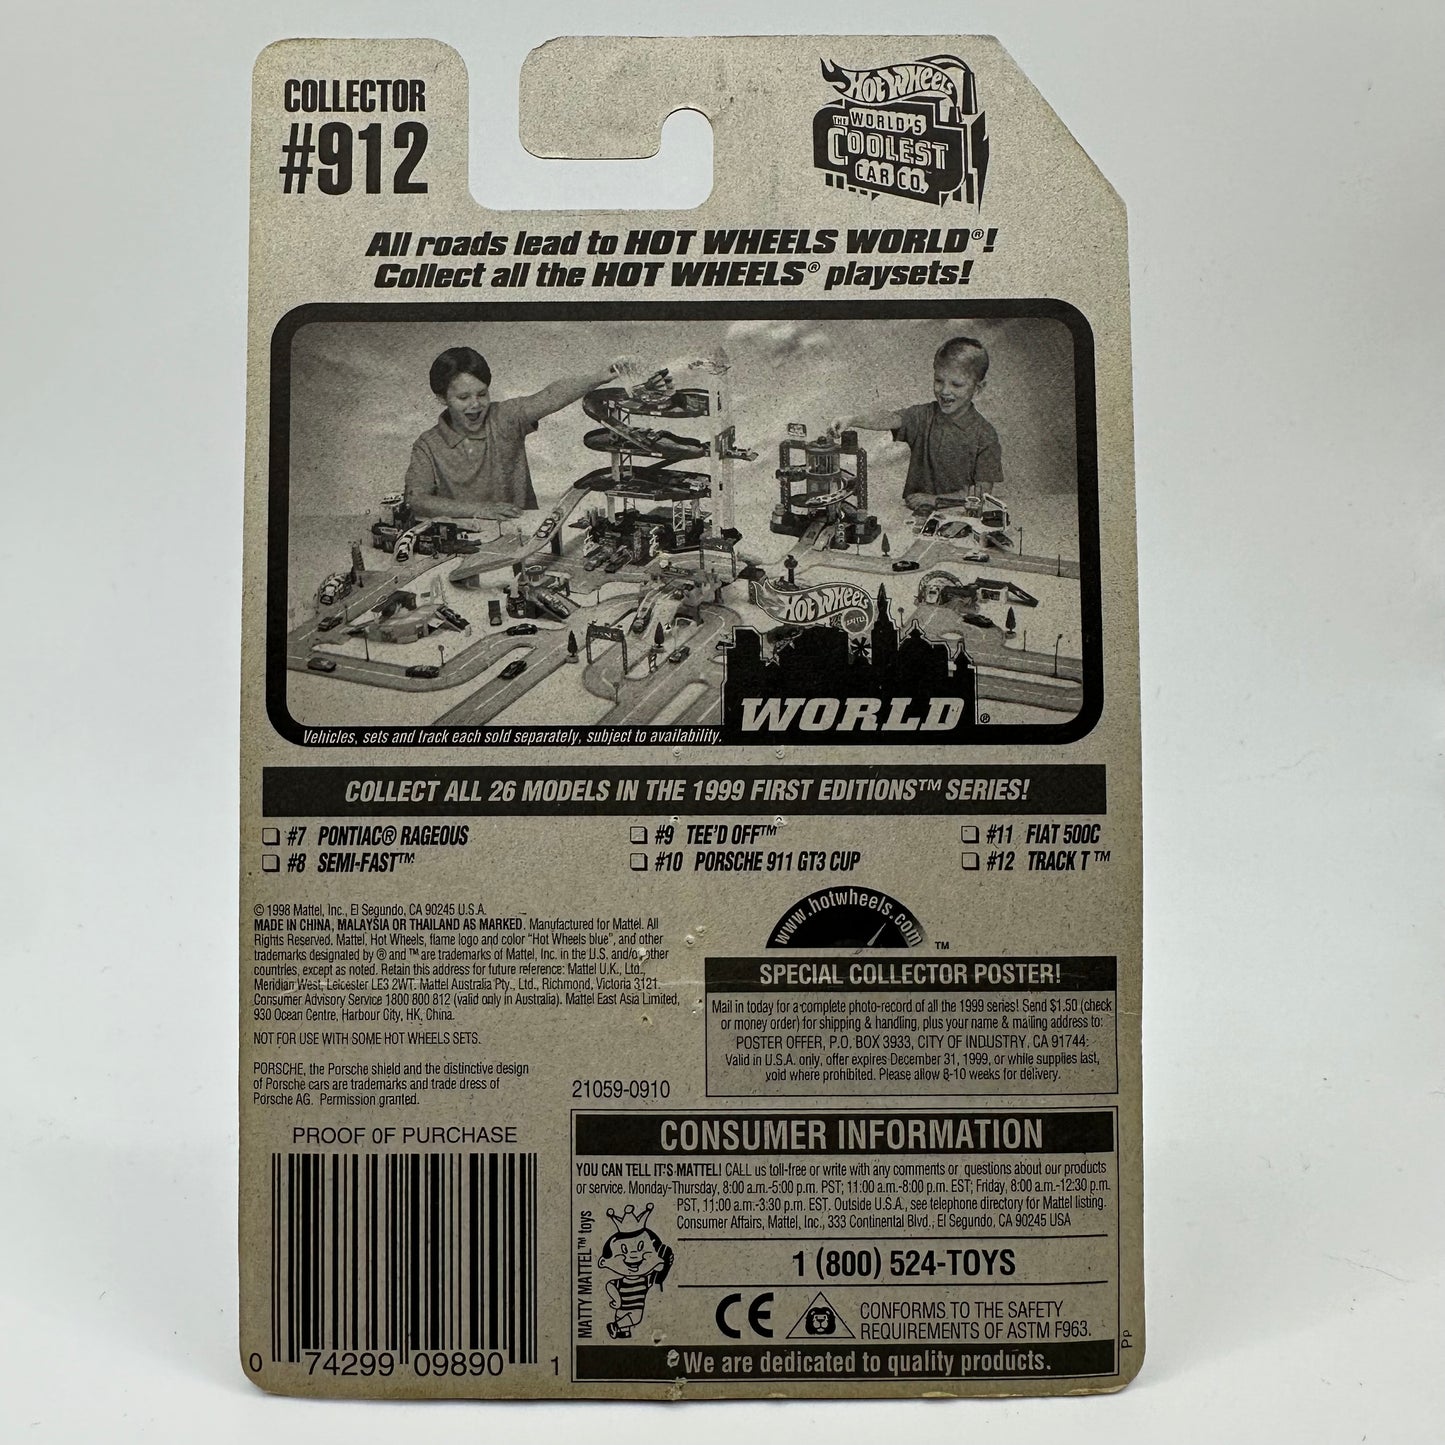 COLLECTOR
#912
HOT WHEELS
THE WORLD'S
COOLEST
CAR CO.™
All roads lead to HOT WHEELS WORLD®!
Collect all the HOT WHEELS® playsets!
HOT WHEELS
MATTEL
WORLD®
Vehicles, sets and track each sold separately, subject to availability.
COLLECT ALL 26 MODELS IN THE 1999 FIRST EDITIONS™ SERIES!
#7 PONTIAC® RAGEOUS
#8 SEMI-FAST™
#9 TEE'D OFF™
#10 PORSCHE 911 GT3 CUP
#11 FIAT 500C
#12 TRACK T™
© 1998 Mattel, Inc., El Segundo, CA 90245 U.S.A.
MADE IN CHINA, MALAYSIA OR THAILAND AS MARKED. Manufactured for Mattel. All
Rights Reserved. Mattel, Hot Wheels, flame logo and color "Hot Wheels blue", and other
trademarks designated by ® and ™ are trademarks of Mattel, Inc. in the U.S. and/or other
countries, except as noted. Retain this address for future reference: Mattel U.K., Ltd.,
Meridian West, Leicester LE3 2WT. Mattel Australia Pty., Ltd., Richmond, Victoria 3121.
Consumer Advisory Service 1800 800 812 (valid only in Australia). Mattel East Asia Limited,
930 Ocean Centre, Harbour City, HK, China.
NOT FOR USE WITH SOME HOT WHEELS SETS.
PORSCHE, the Porsche shield and the distinctive design
of Porsche cars are trademarks and trade dress of
Porsche AG. Permission granted.
www.hotwheels.com
™
SPECIAL COLLECTOR POSTER!
Mail in today for a complete photo-record of all the 1999 series! Send $1.50 (check
or money order) for shipping & handling, plus your name & mailing address to:
POSTER OFFER, P.O. BOX 3933, CITY OF INDUSTRY, CA 91744.
Valid in U.S.A. only, offer expires December 31, 1999, or while supplies last,
void where prohibited. Please allow 8-10 weeks for delivery.
21059-0910
PROOF OF PURCHASE
0 74299 09890 1
CONSUMER INFORMATION
YOU CAN TELL IT'S MATTEL! CALL us toll-free or write with any comments or questions about our products
or service. Monday-Thursday, 8:00 a.m.-5:00 p.m. PST; 11:00 a.m.-8:00 p.m. EST; Friday, 8:00 a.m.-12:30 p.m.
PST, 11:00 a.m.-3:30 p.m. EST. Outside U.S.A., see telephone directory for Mattel listing.
Consumer Affairs, Mattel, Inc., 333 Continental Blvd., El Segundo, CA 90245 USA
MATTY MATTEL™ toys
1 (800) 524-TOYS
CE
CONFORMS TO THE SAFETY
REQUIREMENTS OF ASTM F963.
We are dedicated to quality products.
Pp